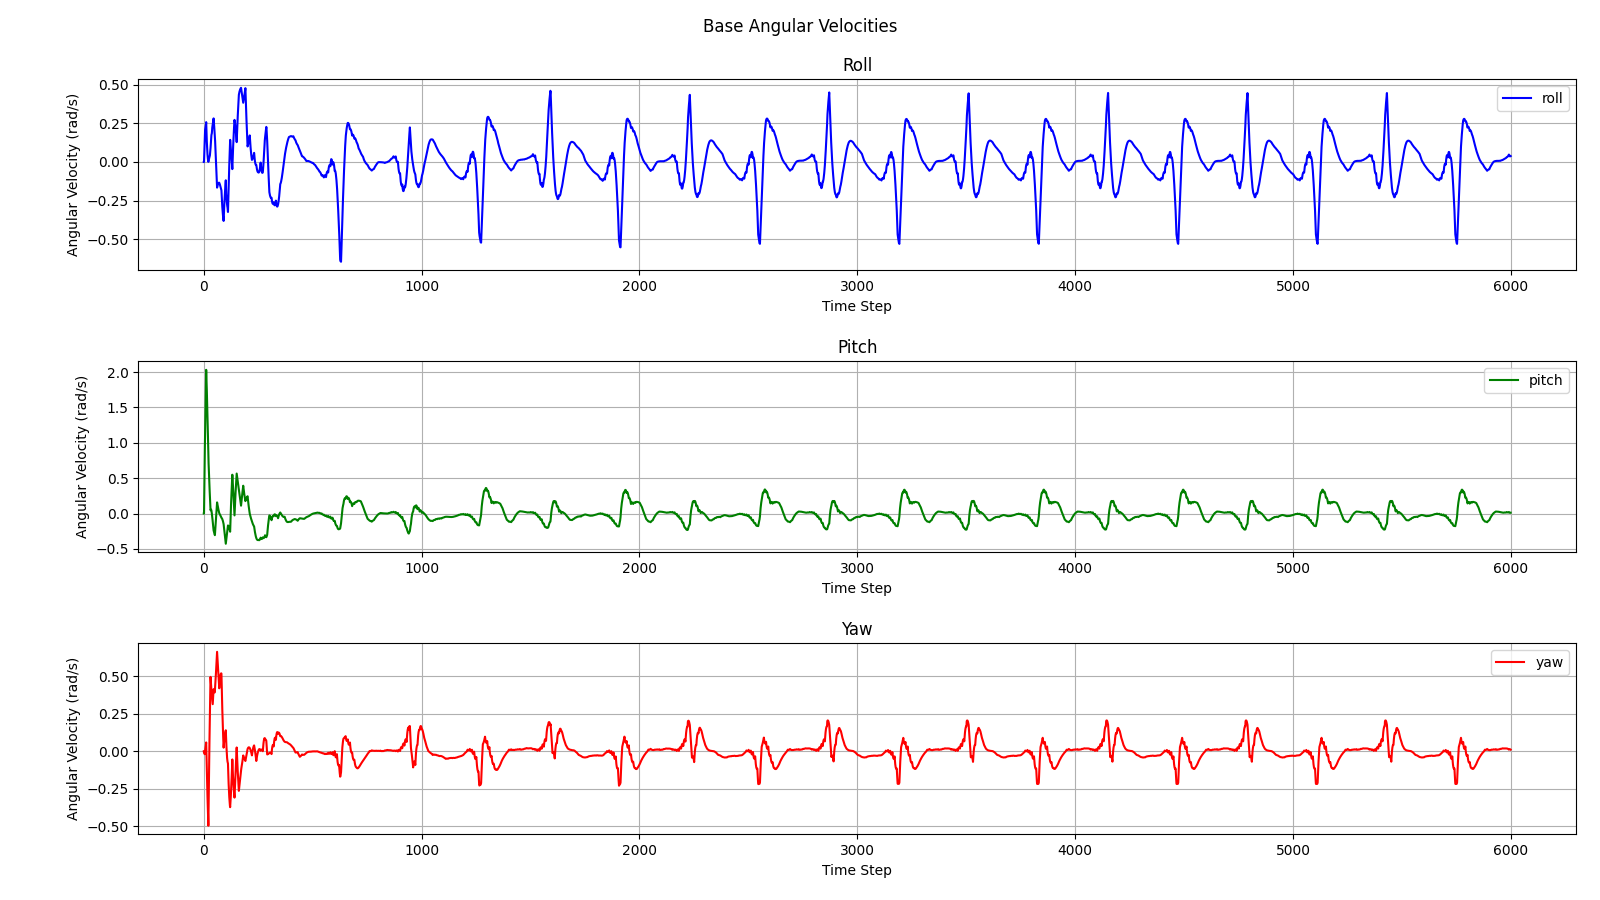 Base Angular Velocities
Roll
Angular Velocity (rad/s)
0.50
0.25
0.00
−0.25
−0.50
roll
0 1000 2000 3000 4000 5000 6000
Time Step
Pitch
Angular Velocity (rad/s)
2.0
1.5
1.0
0.5
0.0
−0.5
pitch
0 1000 2000 3000 4000 5000 6000
Time Step
Yaw
Angular Velocity (rad/s)
0.50
0.25
0.00
−0.25
−0.50
yaw
0 1000 2000 3000 4000 5000 6000
Time Step